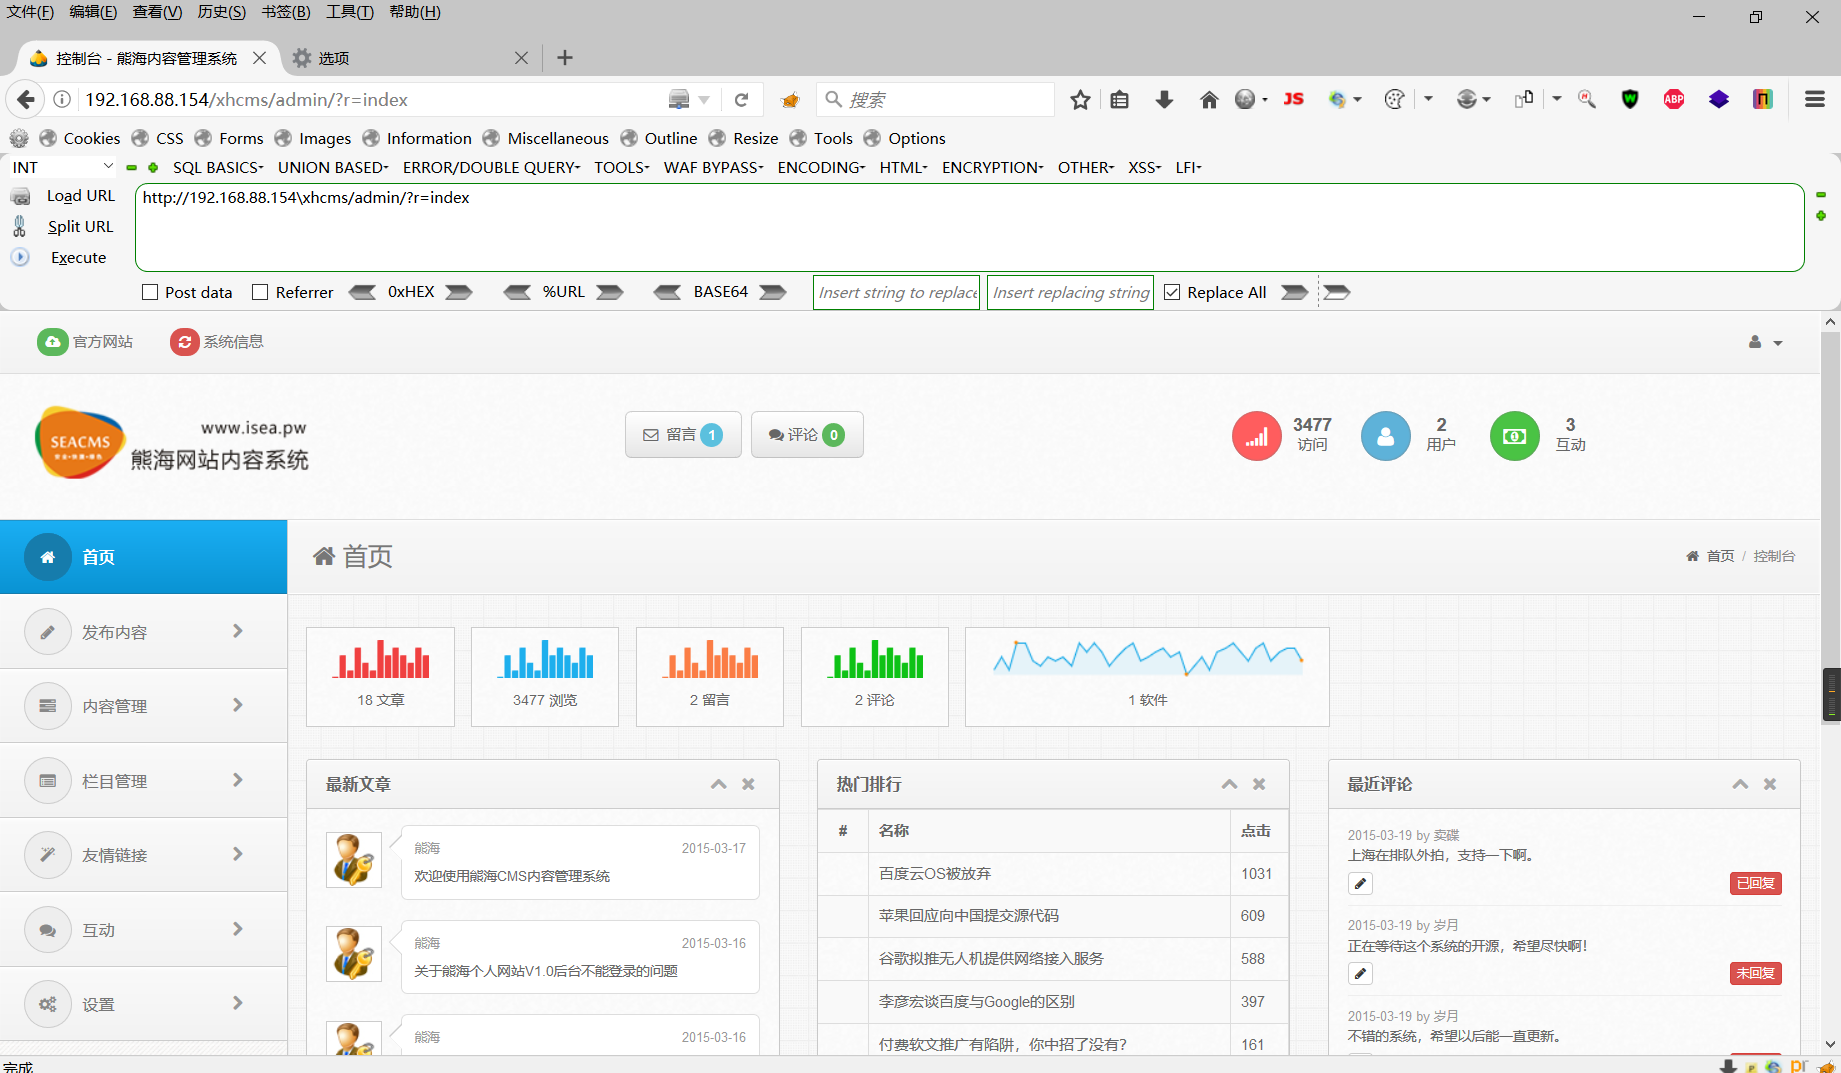 文件(F) 编辑(E) 查看(V) 历史(S) 书签(B) 工具(T) 帮助(H)
控制台 - 熊海内容管理系统 选项
192.168.88.154/xhcms/admin/?r=index 搜索 JS ABP
Cookies CSS Forms Images Information Miscellaneous Outline Resize Tools Options
INT SQL BASICS UNION BASED ERROR/DOUBLE QUERY TOOLS WAF BYPASS ENCODING HTML ENCRYPTION OTHER XSS LFI
Load URL http://192.168.88.154\xhcms/admin/?r=index
Split URL
Execute
Post data Referrer 0xHEX %URL BASE64 Insert string to replace Insert replacing string Replace All
官方网站 系统信息
SEACMS
www.isea.pw
熊海网站内容系统
留言 1 评论 0
3477 访问
2 用户
3 互动
首页
发布内容
内容管理
栏目管理
友情链接
互动
设置
首页
首页 / 控制台
18 文章
3477 浏览
2 留言
2 评论
1 软件
最新文章
熊海 2015-03-17
欢迎使用熊海CMS内容管理系统
熊海 2015-03-16
关于熊海个人网站V1.0后台不能登录的问题
熊海 2015-03-16
热门排行
# 名称 点击
百度云OS被放弃 1031
苹果回应向中国提交源代码 609
谷歌拟推无人机提供网络接入服务 588
李彦宏谈百度与Google的区别 397
付费软文推广有陷阱，你中招了没有? 161
最近评论
2015-03-19 by 卖碟
上海在排队外拍，支持一下啊。
已回复
2015-03-19 by 岁月
正在等待这个系统的开源，希望尽快啊!
未回复
2015-03-19 by 岁月
不错的系统，希望以后能一直更新。
完成
pr